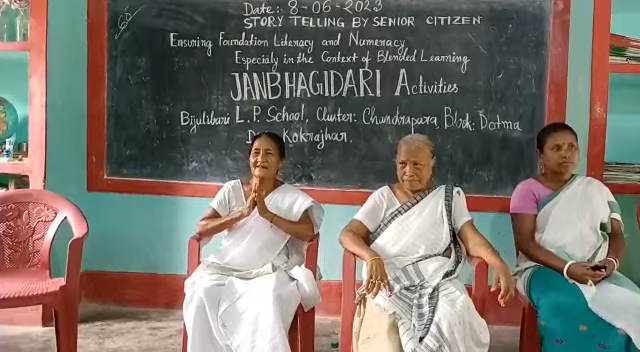 Date:- 8-06-2023
STORY TELLING BY SENIOR CITIZEN
Ensuring Foundation Literacy and Numeracy
Especialy in the Context of Blended Learning
JANBHAGIDARI Activities
Bijulibari L.P. School, Cluster:- Chandrapara, Block:- Dotma
Kokrajhar.